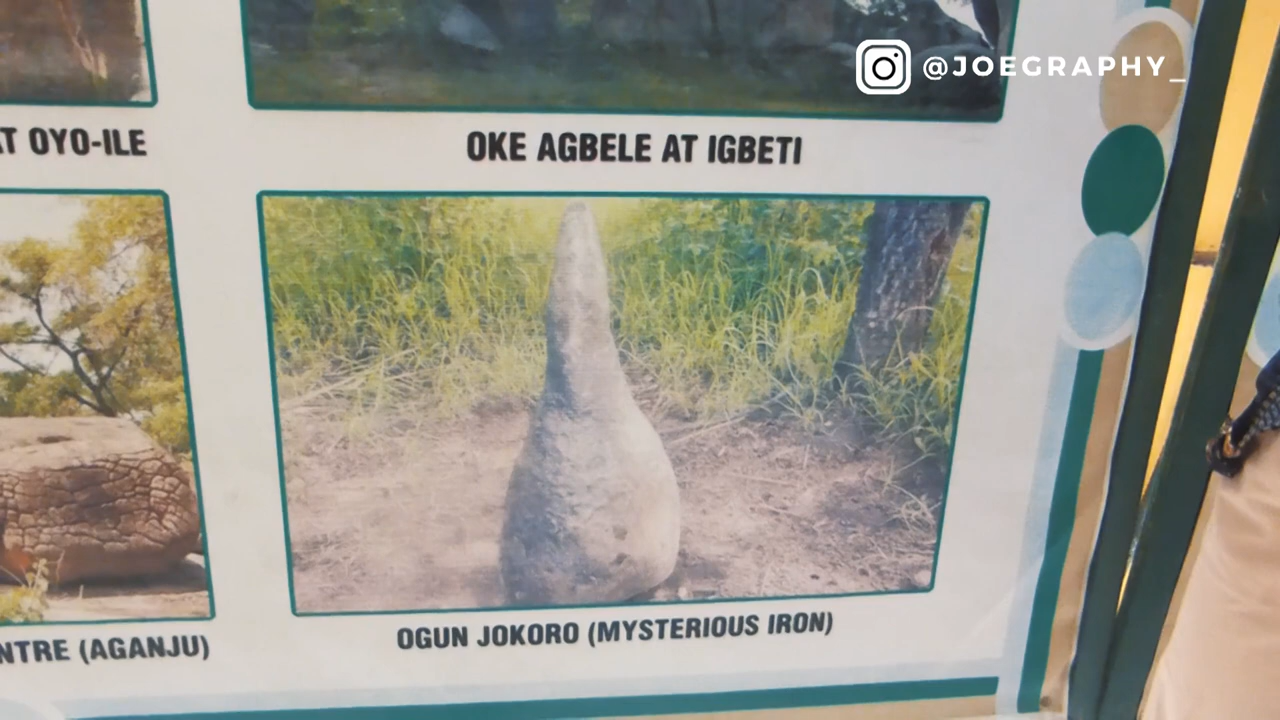 @JOEGRAPHY_
AT OYO-ILE
OKE AGBELE AT IGBETI
NTRE (AGANJU)
OGUN JOKORO (MYSTERIOUS IRON)